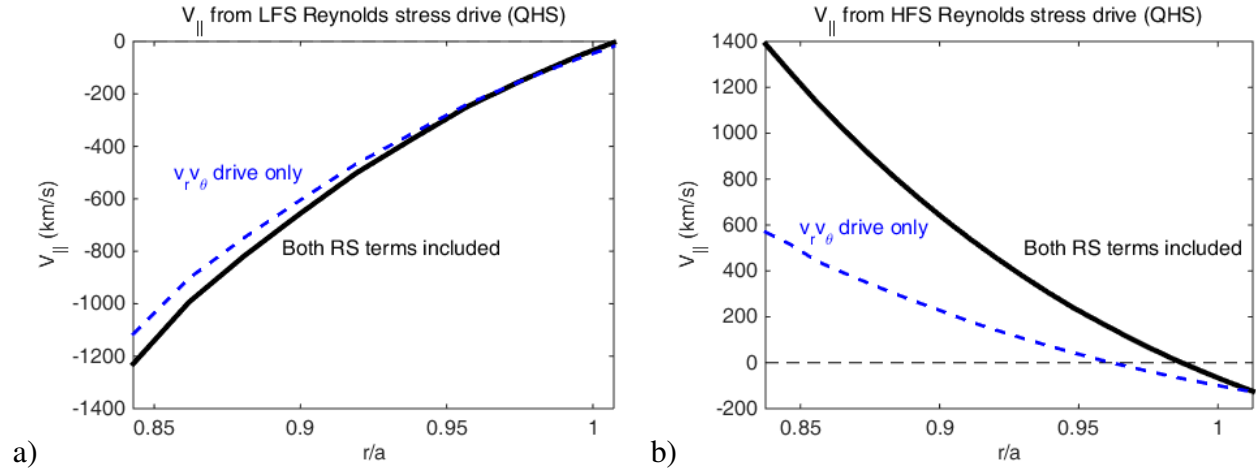 V|| from LFS Reynolds stress drive (QHS)
0
-200
-400
-600
-800
-1000
-1200
-1400
V|| (km/s)
vrvθ drive only
Both RS terms included
0.85
0.9
0.95
1
r/a
a)
V|| from HFS Reynolds stress drive (QHS)
1400
1200
1000
800
600
400
200
0
-200
V|| (km/s)
vrvθ drive only
Both RS terms included
0.85
0.9
0.95
1
r/a
b)